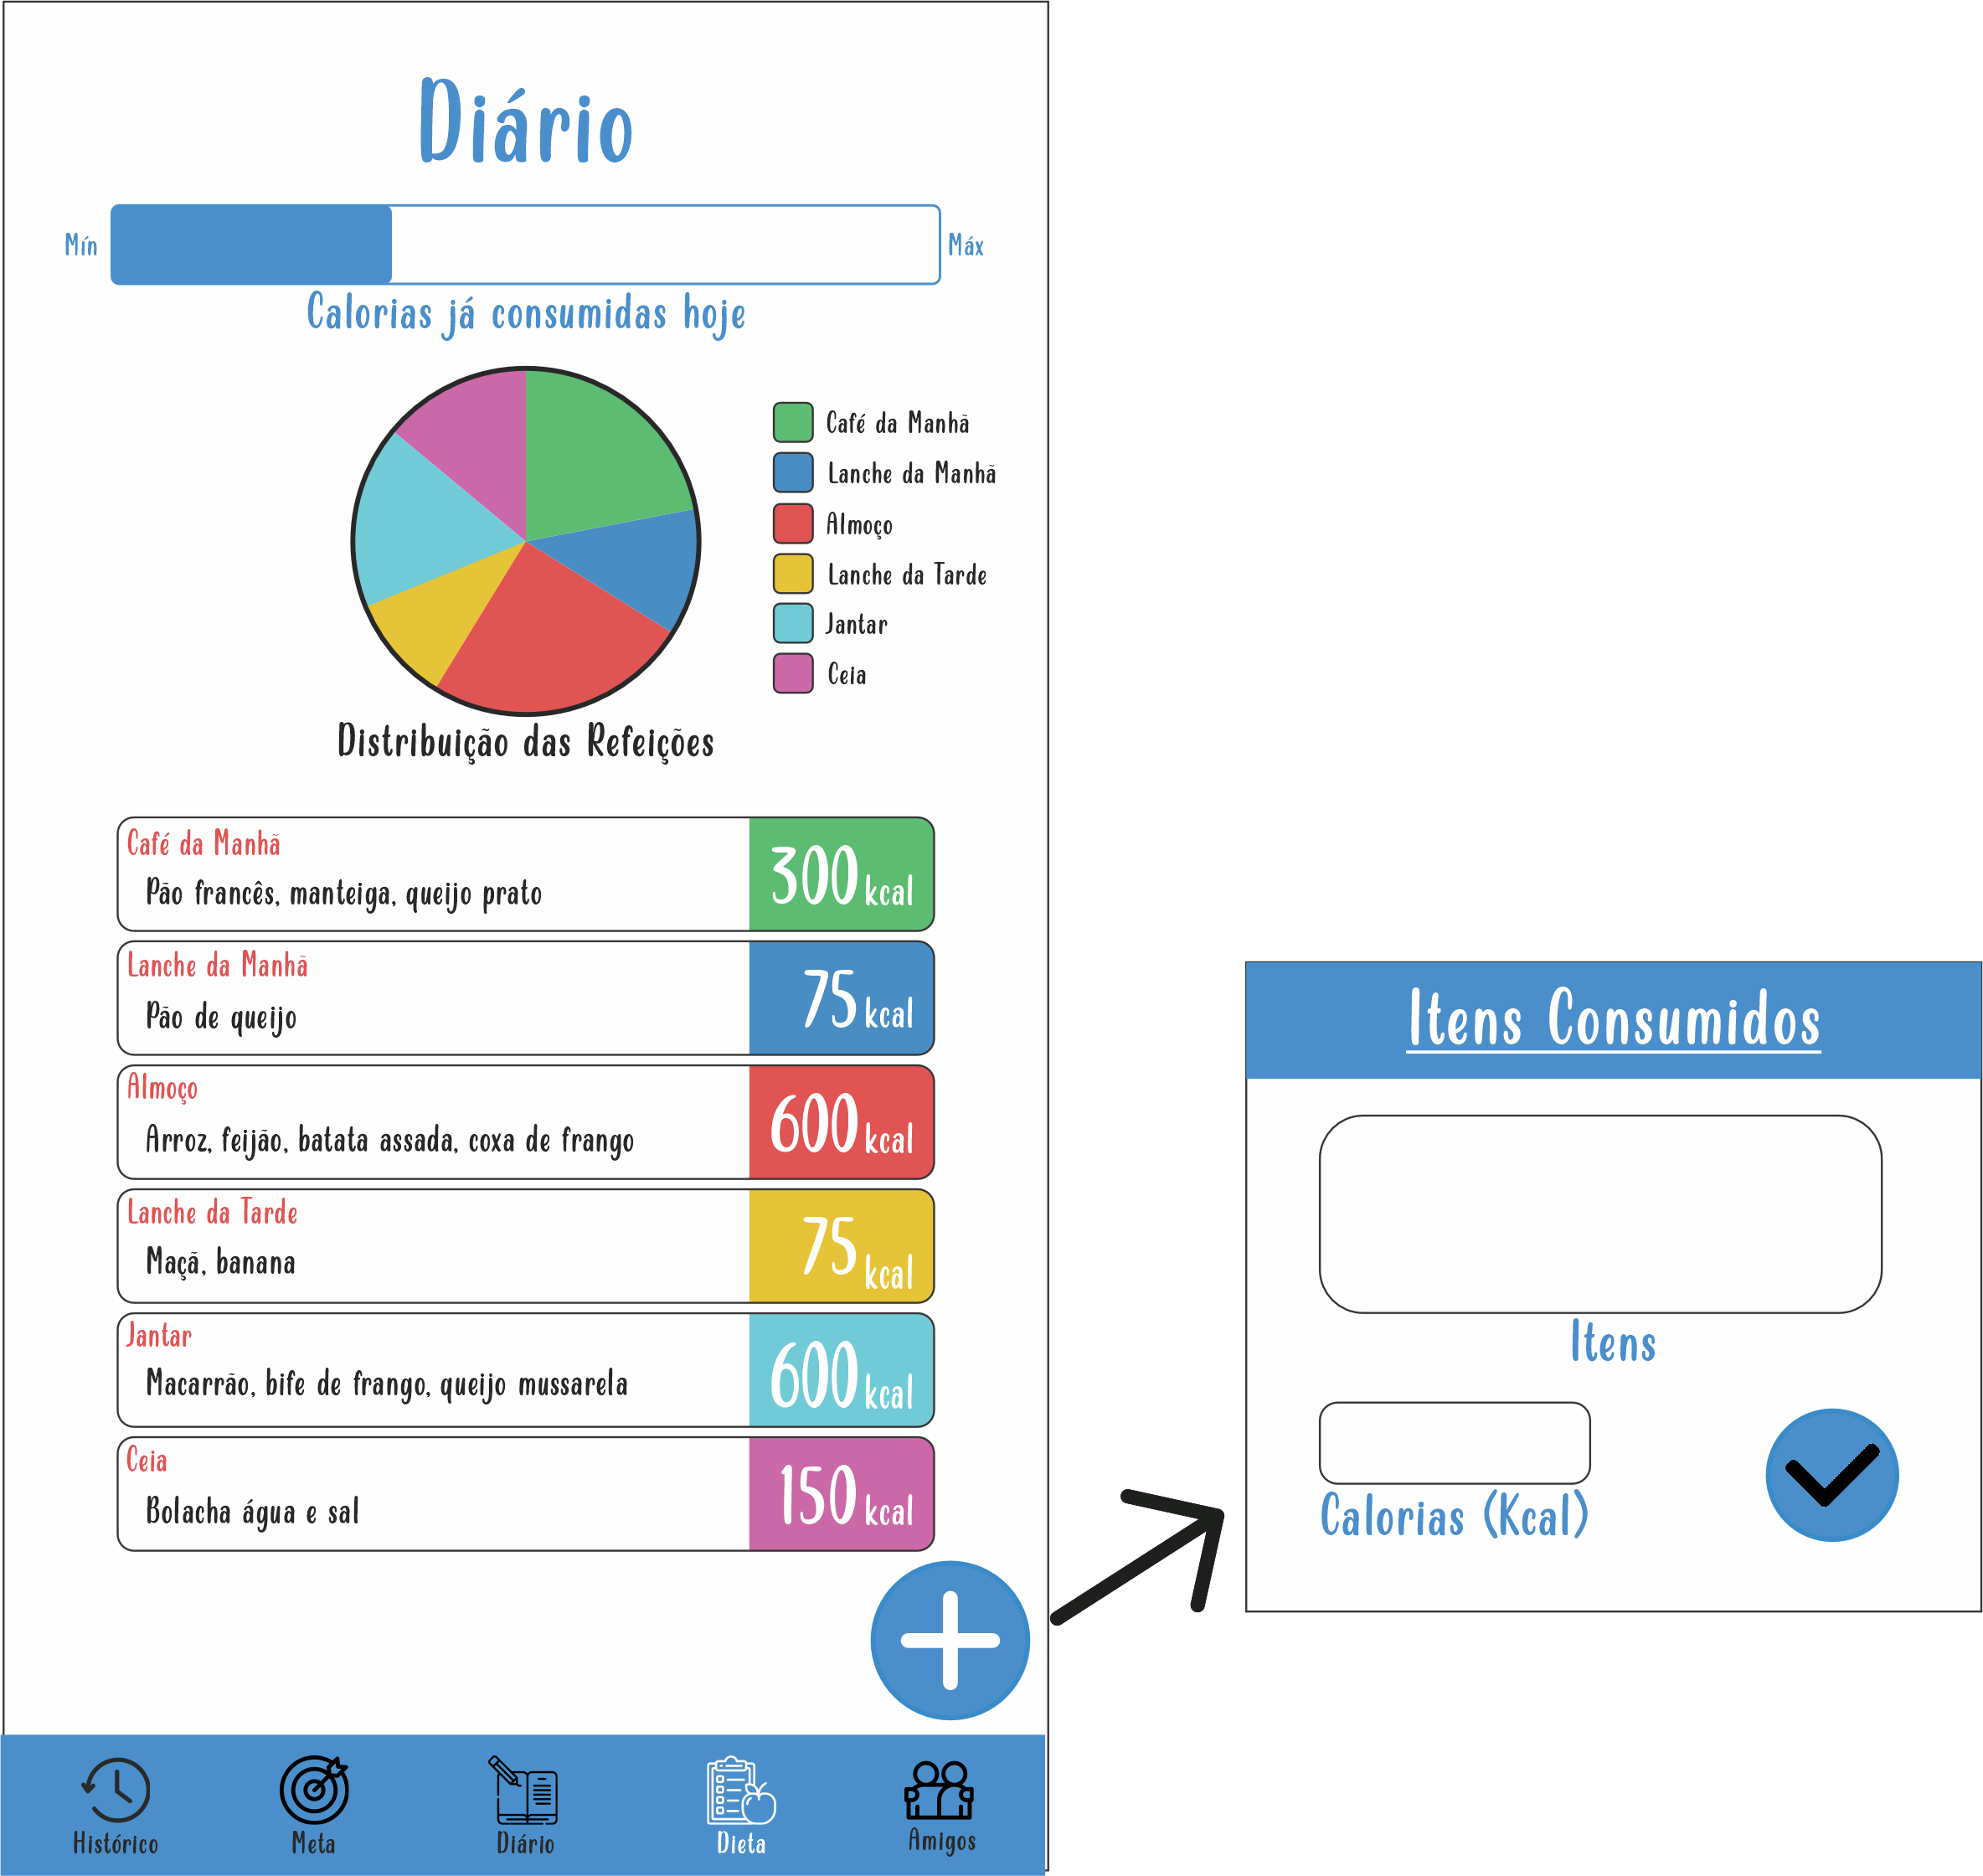 Diário
Mín
Máx
Calorias já consumidas hoje
Café da Manhã
Lanche da Manhã
Almoço
Lanche da Tarde
Jantar
Ceia
Distribuição das Refeições
Café da Manhã
Pão francês, manteiga, queijo prato
300 kcal
Lanche da Manhã
Pão de queijo
75 kcal
Almoço
Arroz, feijão, batata assada, coxa de frango
600 kcal
Lanche da Tarde
Maçã, banana
75 kcal
Jantar
Macarrão, bife de frango, queijo mussarela
600 kcal
Ceia
Bolacha água e sal
150 kcal
Histórico
Meta
Diário
Dieta
Amigos
Itens Consumidos
Itens
Calorias (Kcal)